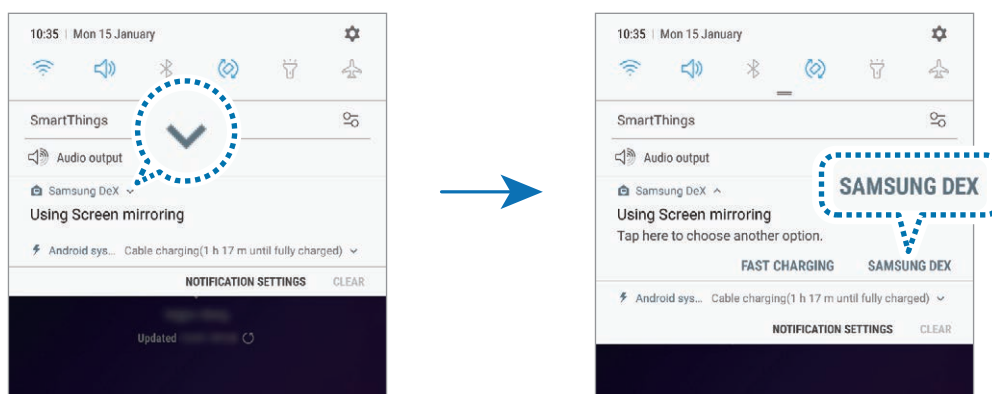 10:35 | Mon 15 January
SmartThings
Audio output
Samsung DeX
Using Screen mirroring
Android sys... Cable charging(1 h 17 m until fully charged)
NOTIFICATION SETTINGS CLEAR
Updated
10:35 | Mon 15 January
SmartThings
Audio output
SAMSUNG DEX
Samsung DeX
Using Screen mirroring
Tap here to choose another option.
FAST CHARGING SAMSUNG DEX
Android sys... Cable charging(1 h 17 m until fully charged)
NOTIFICATION SETTINGS CLEAR